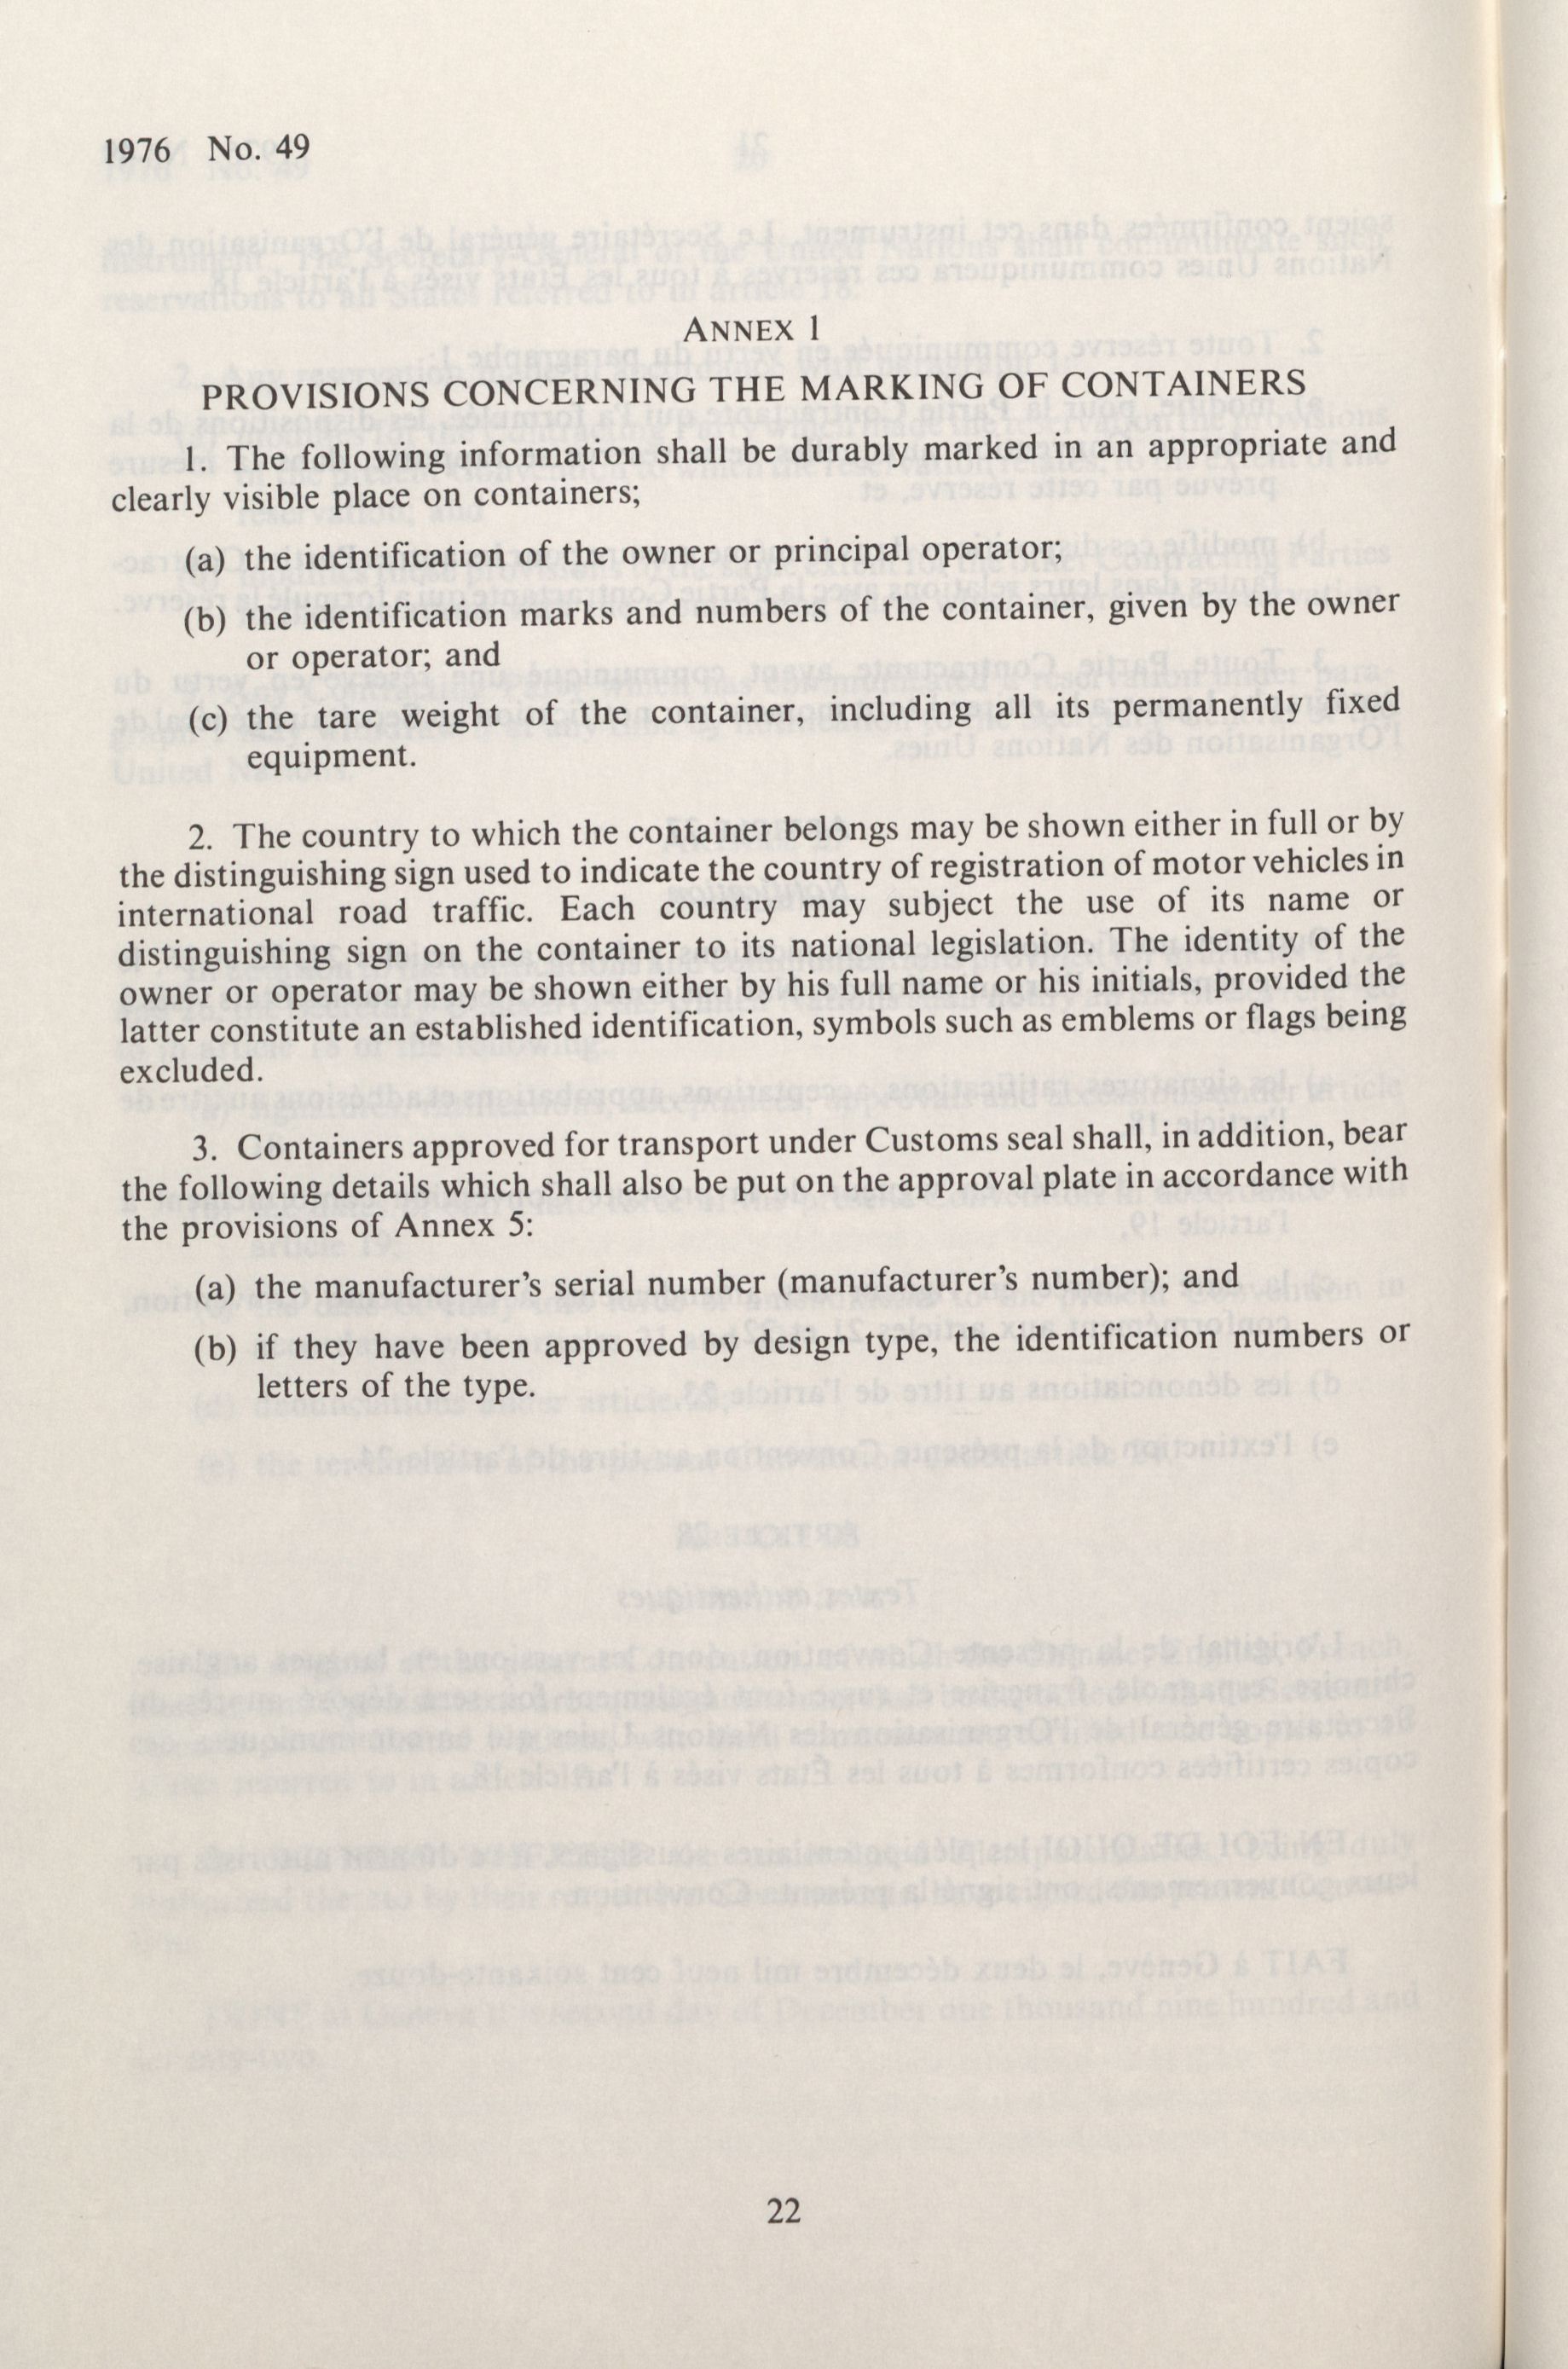 1976 No. 49
ANNEX 1
PROVISIONS CONCERNING THE MARKING OF CONTAINERS
1. The following information shall be durably marked in an appropriate and
clearly visible place on containers;
(a) the identification of the owner or principal operator;
(b) the identification marks and numbers of the container, given by the owner
or operator; and
(c) the tare weight of the container, including all its permanently fixed
equipment.
2. The country to which the container belongs may be shown either in full or by
the distinguishing sign used to indicate the country of registration of motor vehicles in
international road traffic. Each country may subject the use of its name or
distinguishing sign on the container to its national legislation. The identity of the
owner or operator may be shown either by his full name or his initials, provided the
latter constitute an established identification, symbols such as emblems or flags being
excluded.
3. Containers approved for transport under Customs seal shall, in addition, bear
the following details which shall also be put on the approval plate in accordance with
the provisions of Annex 5:
(a) the manufacturer’s serial number (manufacturer’s number); and
(b) if they have been approved by design type, the identification numbers or
letters of the type.
22